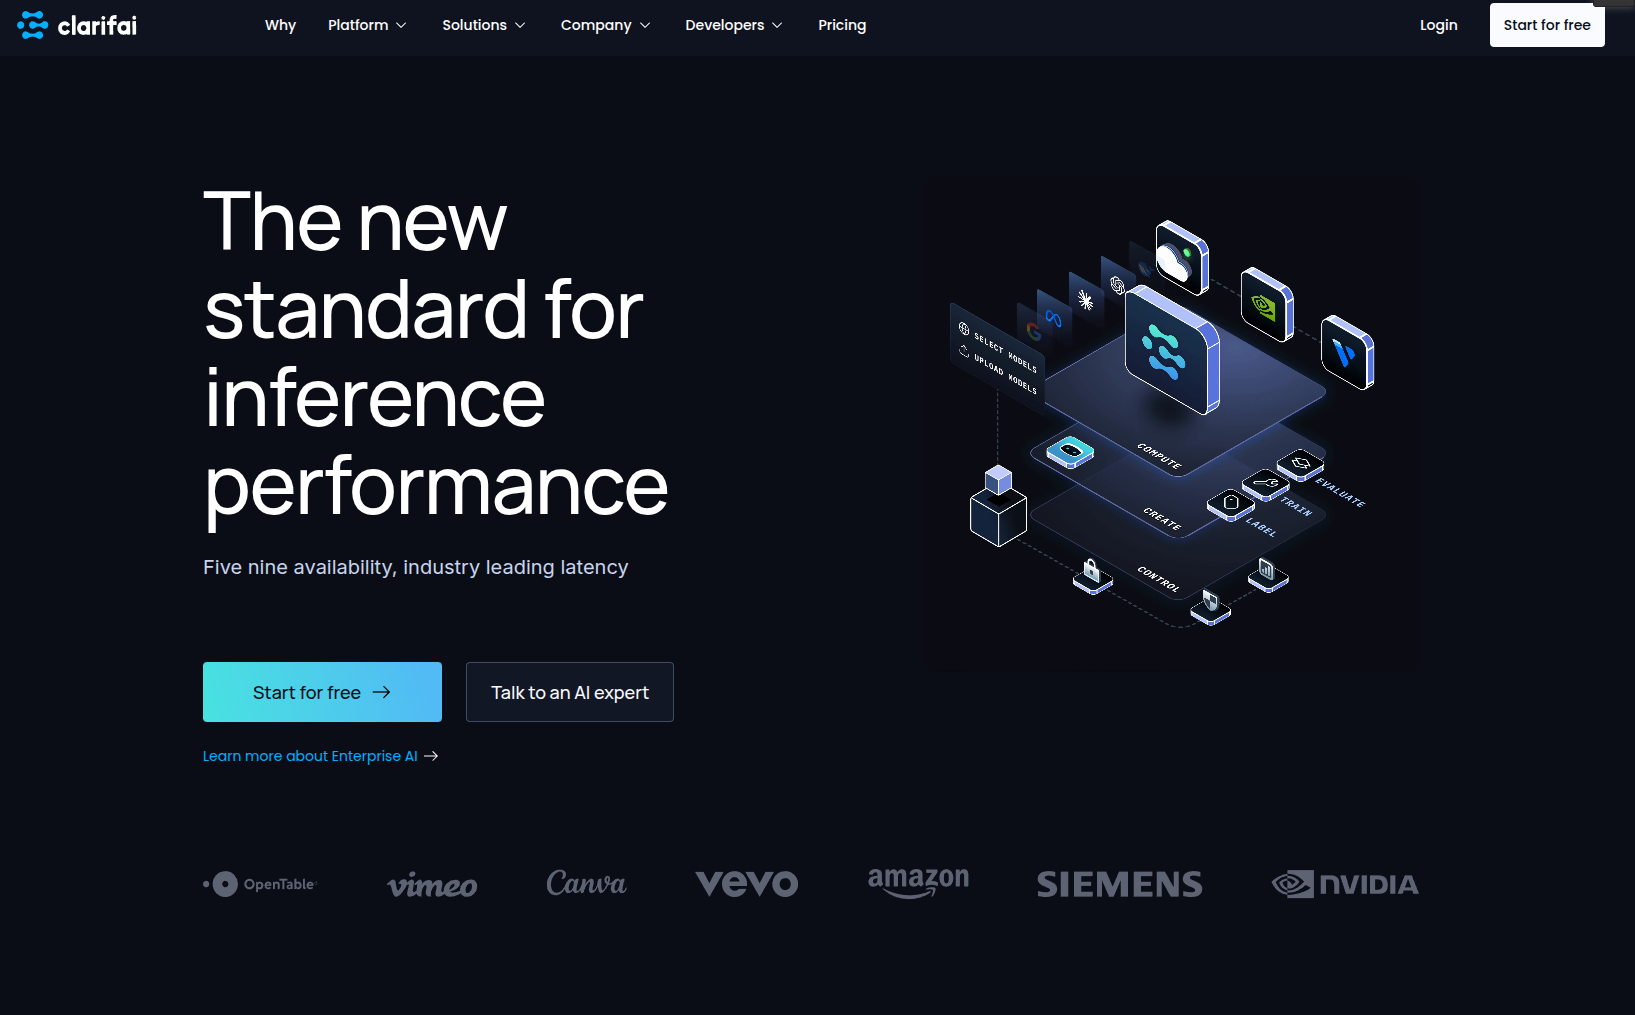 clarifai
Why Platform Solutions Company Developers Pricing Login Start for free
The new
standard for
inference
performance
Five nine availability, industry leading latency
Start for free → Talk to an AI expert
Learn more about Enterprise AI →
SELECT MODELS
UPLOAD MODELS
COMPUTE
CREATE
CONTROL
LABEL
TRAIN
EVALUATE
OpenTable vimeo Canva vevo amazon SIEMENS NVIDIA